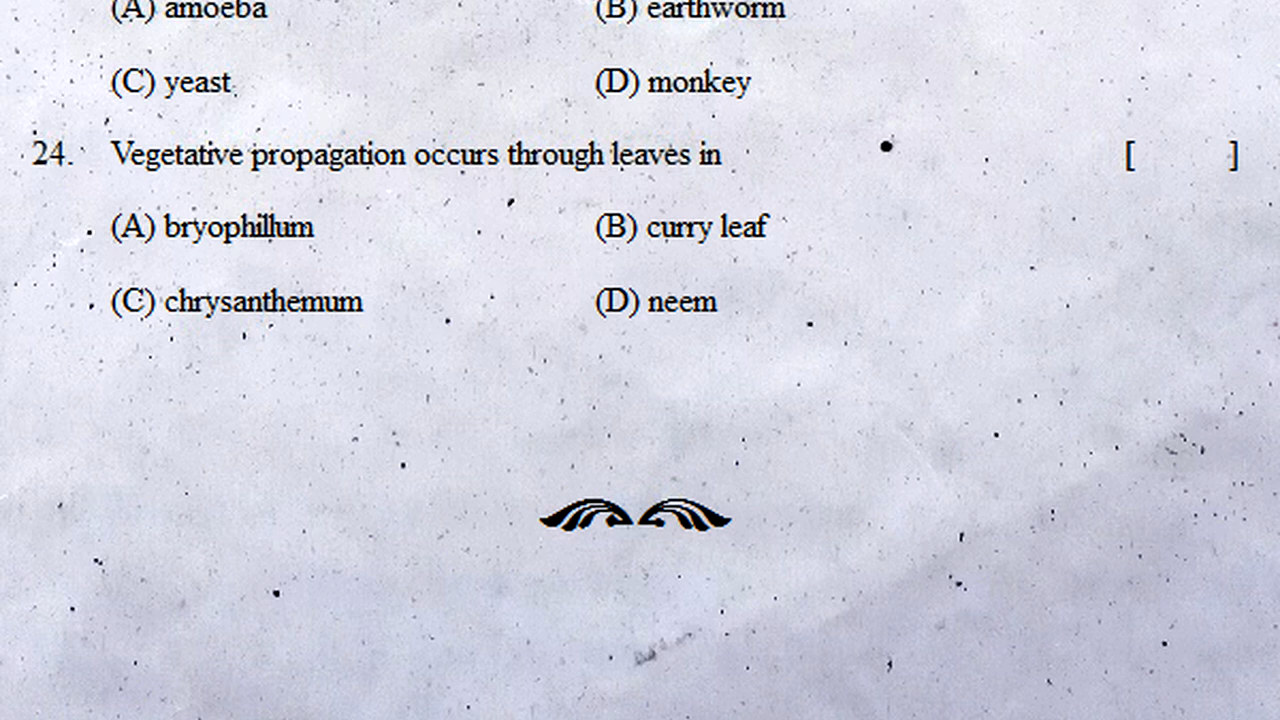 (A) amoeba (B) earthworm
(C) yeast (D) monkey
24. Vegetative propagation occurs through leaves in [ ]
(A) bryophillum (B) curry leaf
(C) chrysanthemum (D) neem